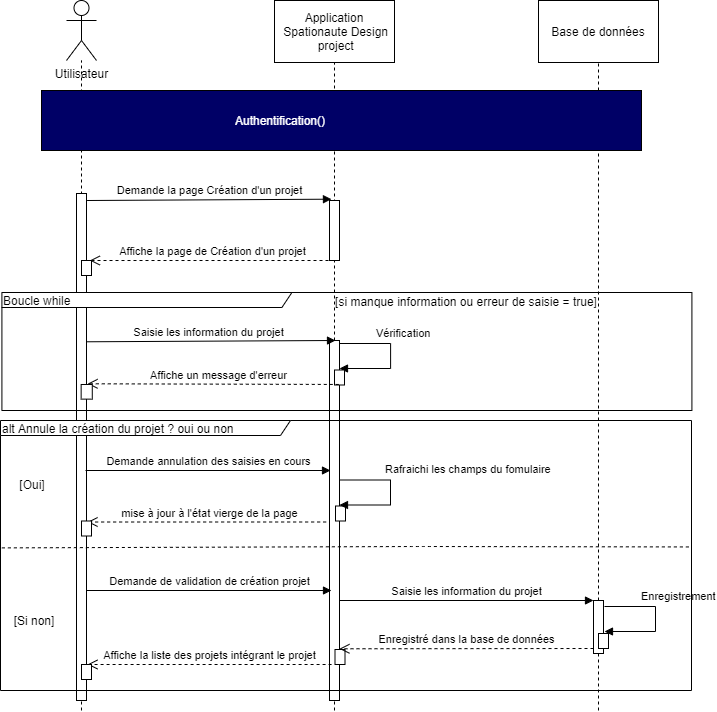 Application
Spationaute Design
project
Base de données
Utilisateur
Authentification()
Demande la page Création d'un projet
Affiche la page de Création d'un projet
Boucle while
[si manque information ou erreur de saisie = true]
Saisie les information du projet
Vérification
Affiche un message d'erreur
alt Annule la création du projet ? oui ou non
Demande annulation des saisies en cours
Rafraichi les champs du fomulaire
[Oui]
mise à jour à l'état vierge de la page
Demande de validation de création projet
Saisie les information du projet
Enregistrement
[Si non]
Enregistré dans la base de données
Affiche la liste des projets intégrant le projet